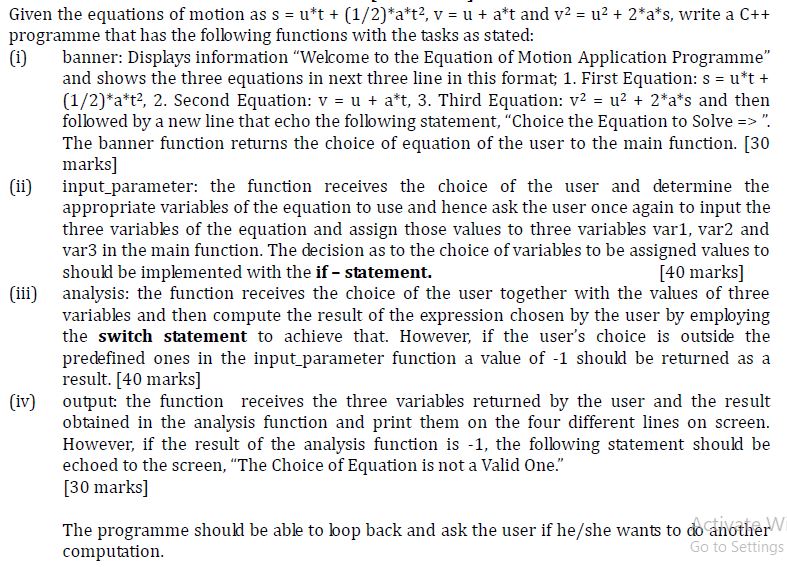 Given the equations of motion as s = u*t + (1/2)*a*t², v = u + a*t and v² = u² + 2*a*s, write a C++
programme that has the following functions with the tasks as stated:
(i) banner: Displays information “Welcome to the Equation of Motion Application Programme”
and shows the three equations in next three line in this format; 1. First Equation: s = u*t +
(1/2)*a*t², 2. Second Equation: v = u + a*t, 3. Third Equation: v² = u² + 2*a*s and then
followed by a new line that echo the following statement, “Choice the Equation to Solve => ”.
The banner function returns the choice of equation of the user to the main function. [30
marks]
(ii) input_parameter: the function receives the choice of the user and determine the
appropriate variables of the equation to use and hence ask the user once again to input the
three variables of the equation and assign those values to three variables var1, var2 and
var3 in the main function. The decision as to the choice of variables to be assigned values to
should be implemented with the if – statement. [40 marks]
(iii) analysis: the function receives the choice of the user together with the values of three
variables and then compute the result of the expression chosen by the user by employing
the switch statement to achieve that. However, if the user’s choice is outside the
predefined ones in the input_parameter function a value of -1 should be returned as a
result. [40 marks]
(iv) output: the function receives the three variables returned by the user and the result
obtained in the analysis function and print them on the four different lines on screen.
However, if the result of the analysis function is -1, the following statement should be
echoed to the screen, “The Choice of Equation is not a Valid One.”
[30 marks]
The programme should be able to loop back and ask the user if he/she wants to do another
computation.
Activate W
Go to Settings